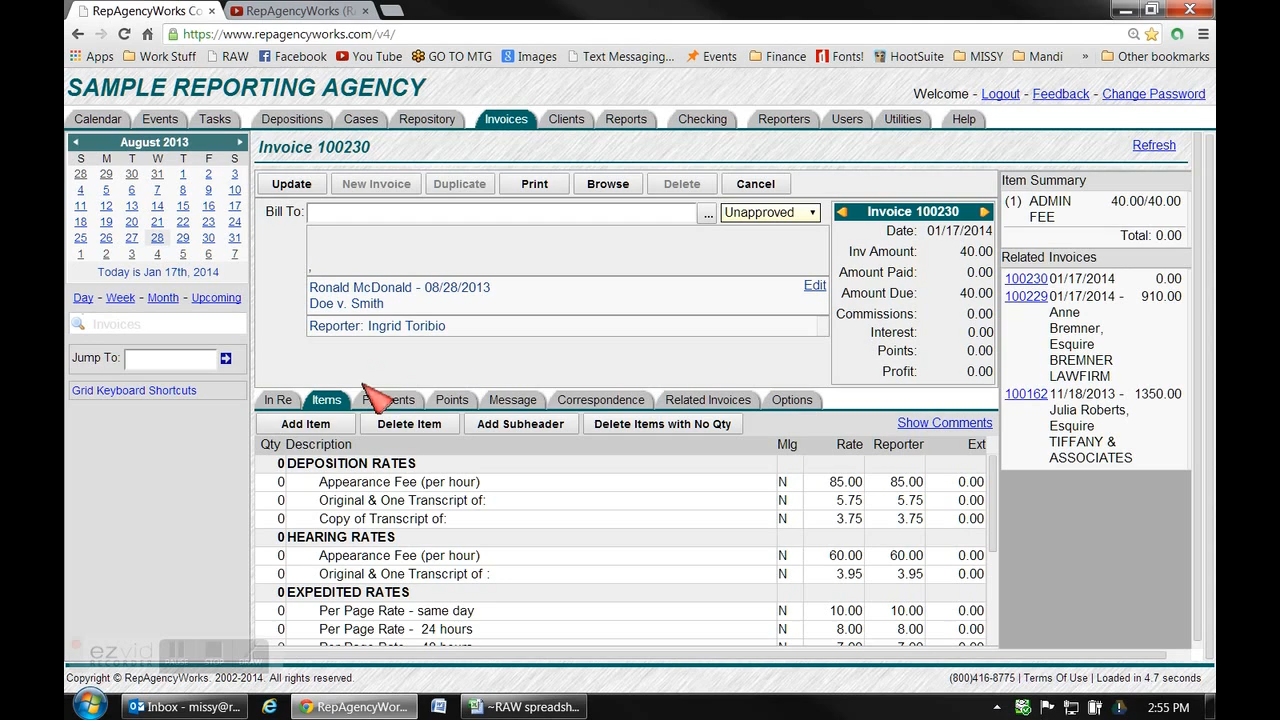 RepAgencyWorks Co
RepAgencyWorks (R
https://www.repagencyworks.com/v4/
Apps Work Stuff RAW Facebook You Tube GO TO MTG Images Text Messaging... Events Finance Fonts! HootSuite MISSY Mandi » Other bookmarks
SAMPLE REPORTING AGENCY
Welcome - Logout - Feedback - Change Password
Calendar Events Tasks Depositions Cases Repository Invoices Clients Reports Checking Reporters Users Utilities Help
August 2013
S M T W T F S
28 29 30 31 1 2 3
4 5 6 7 8 9 10
11 12 13 14 15 16 17
18 19 20 21 22 23 24
25 26 27 28 29 30 31
1 2 3 4 5 6 7
Today is Jan 17th, 2014
Day - Week - Month - Upcoming
Invoices
Jump To:
Grid Keyboard Shortcuts
Invoice 100230
Refresh
Update New Invoice Duplicate Print Browse Delete Cancel
Bill To: ... Unapproved
,
Ronald McDonald - 08/28/2013
Edit
Doe v. Smith
Reporter: Ingrid Toribio
Invoice 100230
Date: 01/17/2014
Inv Amount: 40.00
Amount Paid: 0.00
Amount Due: 40.00
Commissions: 0.00
Interest: 0.00
Points: 0.00
Profit: 0.00
Item Summary
(1) ADMIN FEE 40.00/40.00
Total: 0.00
Related Invoices
100230 01/17/2014 0.00
100229 01/17/2014 - 910.00
Anne
Bremner,
Esquire
BREMNER
LAWFIRM
100162 11/18/2013 - 1350.00
Julia Roberts,
Esquire
TIFFANY &
ASSOCIATES
In Re Items Points Message Correspondence Related Invoices Options
Add Item Delete Item Add Subheader Delete Items with No Qty Show Comments
Qty Description Mlg Rate Reporter Ext
0 DEPOSITION RATES
0 Appearance Fee (per hour) N 85.00 85.00 0.00
0 Original & One Transcript of: N 5.75 5.75 0.00
0 Copy of Transcript of: N 3.75 3.75 0.00
0 HEARING RATES
0 Appearance Fee (per hour) N 60.00 60.00 0.00
0 Original & One Transcript of : N 3.95 3.95 0.00
0 EXPEDITED RATES
0 Per Page Rate - same day N 10.00 10.00 0.00
0 Per Page Rate - 24 hours N 8.00 8.00 0.00
ezvid
RECORDER
Copyright © RepAgencyWorks. 2002-2014. All rights reserved.
(800)416-8775 | Terms Of Use | Loaded in 4.7 seconds
Inbox - missy@r...
RepAgencyWor...
~RAW spreadsh...
2:55 PM